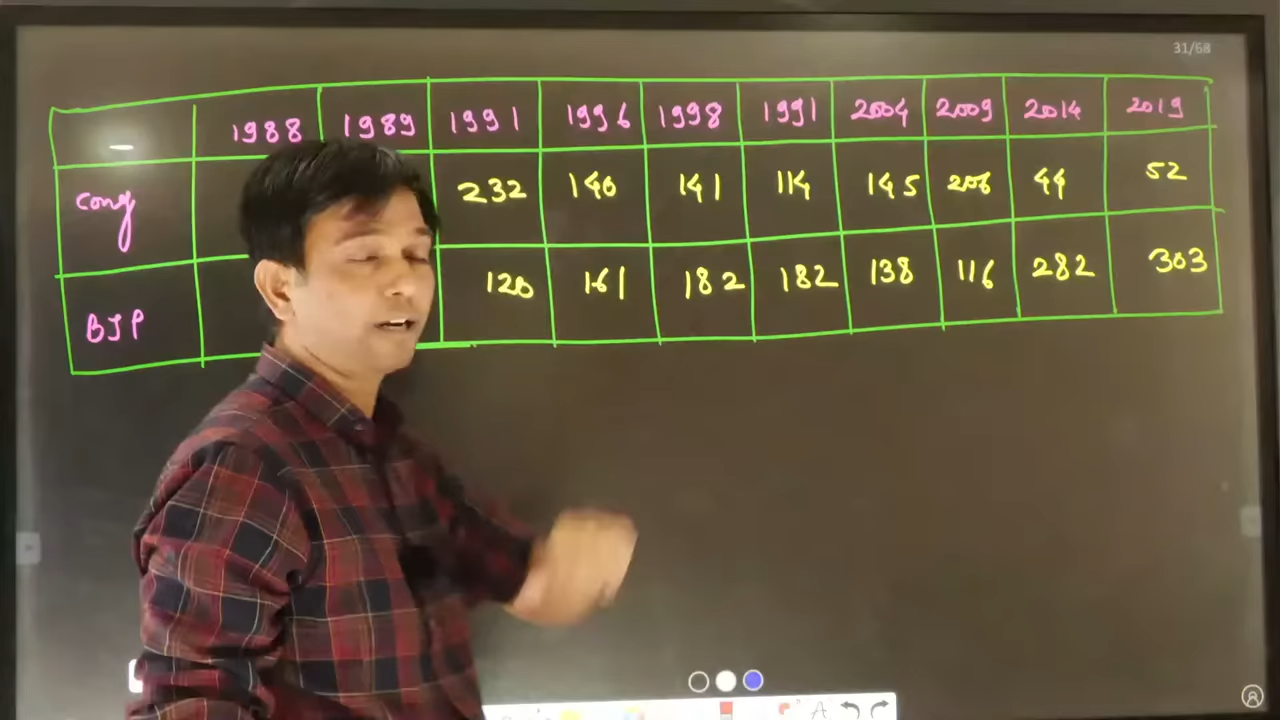 31/68
— 1988 1989 1991 1996 1998 1991 2004 2009 2014 2019
Cong 232 140 141 114 145 206 44 52
BJP 120 161 182 182 138 116 282 303
A